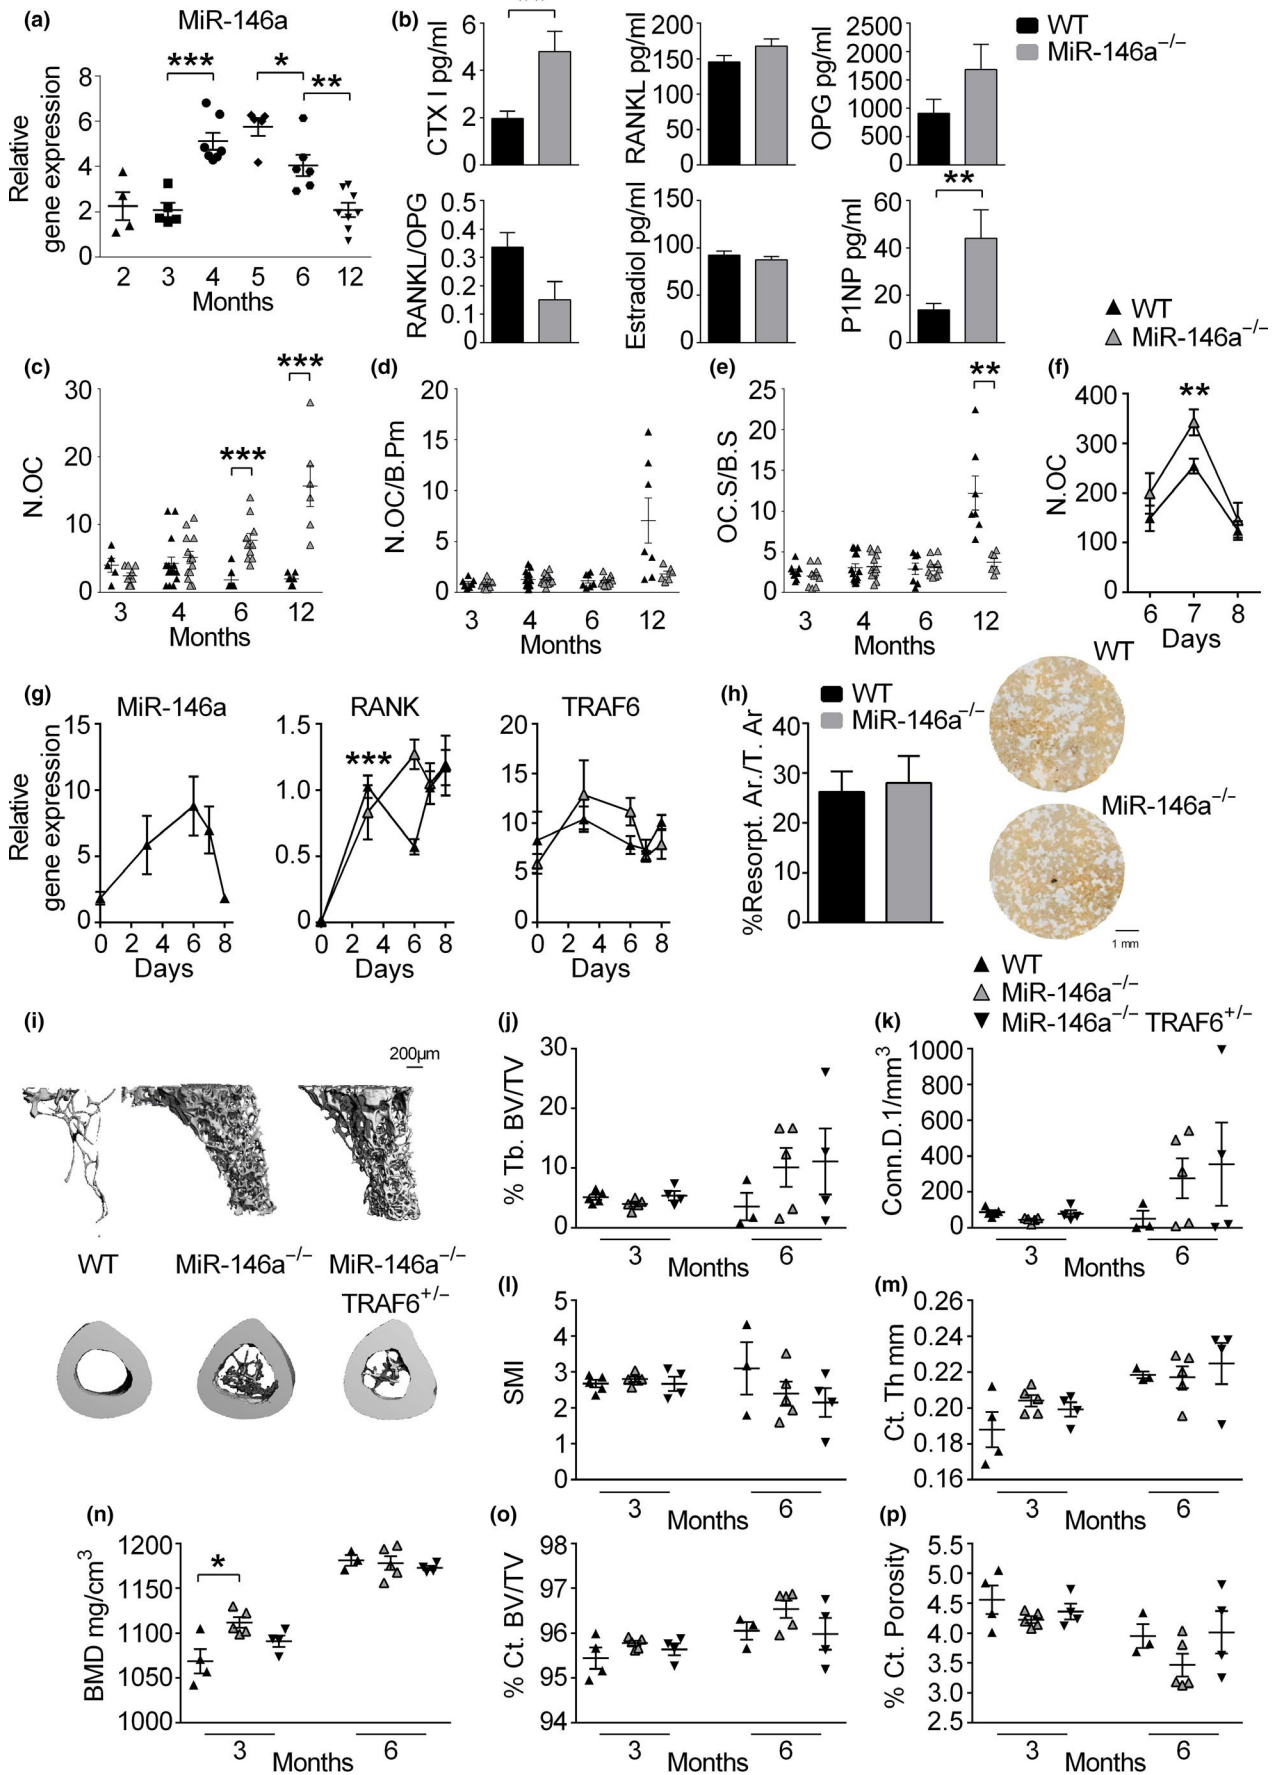 (a)
MiR-146a
Relative
gene expression
8
6
4
2
0
***
*
**
2 3 4 5 6 12
Months
(b)
CTX I pg/ml
6
4
2
0
RANKL pg/ml
200
150
100
50
0
OPG pg/ml
2500
2000
1500
1000
500
0
WT
MiR-146a−/−
RANKL/OPG
0.5
0.4
0.3
0.2
0.1
0
Estradiol pg/ml
150
100
50
0
P1NP pg/ml
60
40
20
0
**
WT
MiR-146a−/−
(c)
N.OC
30
20
10
0
***
***
3 4 6 12
Months
(d)
N.OC/B.Pm
20
15
10
5
0
3 4 6 12
Months
(e)
OC.S/B.S
25
20
15
10
5
0
**
3 4 6 12
Months
(f)
N.OC
400
300
200
100
0
**
6 7 8
Days
(g)
MiR-146a
Relative
gene expression
15
10
5
0
0 2 4 6 8
Days
RANK
1.5
1.0
0.5
0
***
0 2 4 6 8
Days
TRAF6
20
15
10
5
0
0 2 4 6 8
Days
(h)
WT
MiR-146a−/−
%Resorpt. Ar./T. Ar
40
30
20
10
0
WT
MiR-146a−/−
1 mm
WT
MiR-146a−/−
MiR-146a−/− TRAF6+/−
(i)
200µm
WT
MiR-146a−/−
MiR-146a−/−
TRAF6+/−
(j)
% Tb. BV/TV
30
20
10
0
3 6
Months
(k)
Conn.D.1/mm3
1000
800
600
400
200
0
3 6
Months
(l)
SMI
5
4
3
2
1
0
3 6
Months
(m)
Ct. Th mm
0.26
0.24
0.22
0.20
0.18
0.16
3 6
Months
(n)
BMD mg/cm3
1200
1150
1100
1050
1000
*
3 6
Months
(o)
% Ct. BV/TV
98
97
96
95
94
3 6
Months
(p)
% Ct. Porosity
5.5
5.0
4.5
4.0
3.5
3.0
2.5
3 6
Months